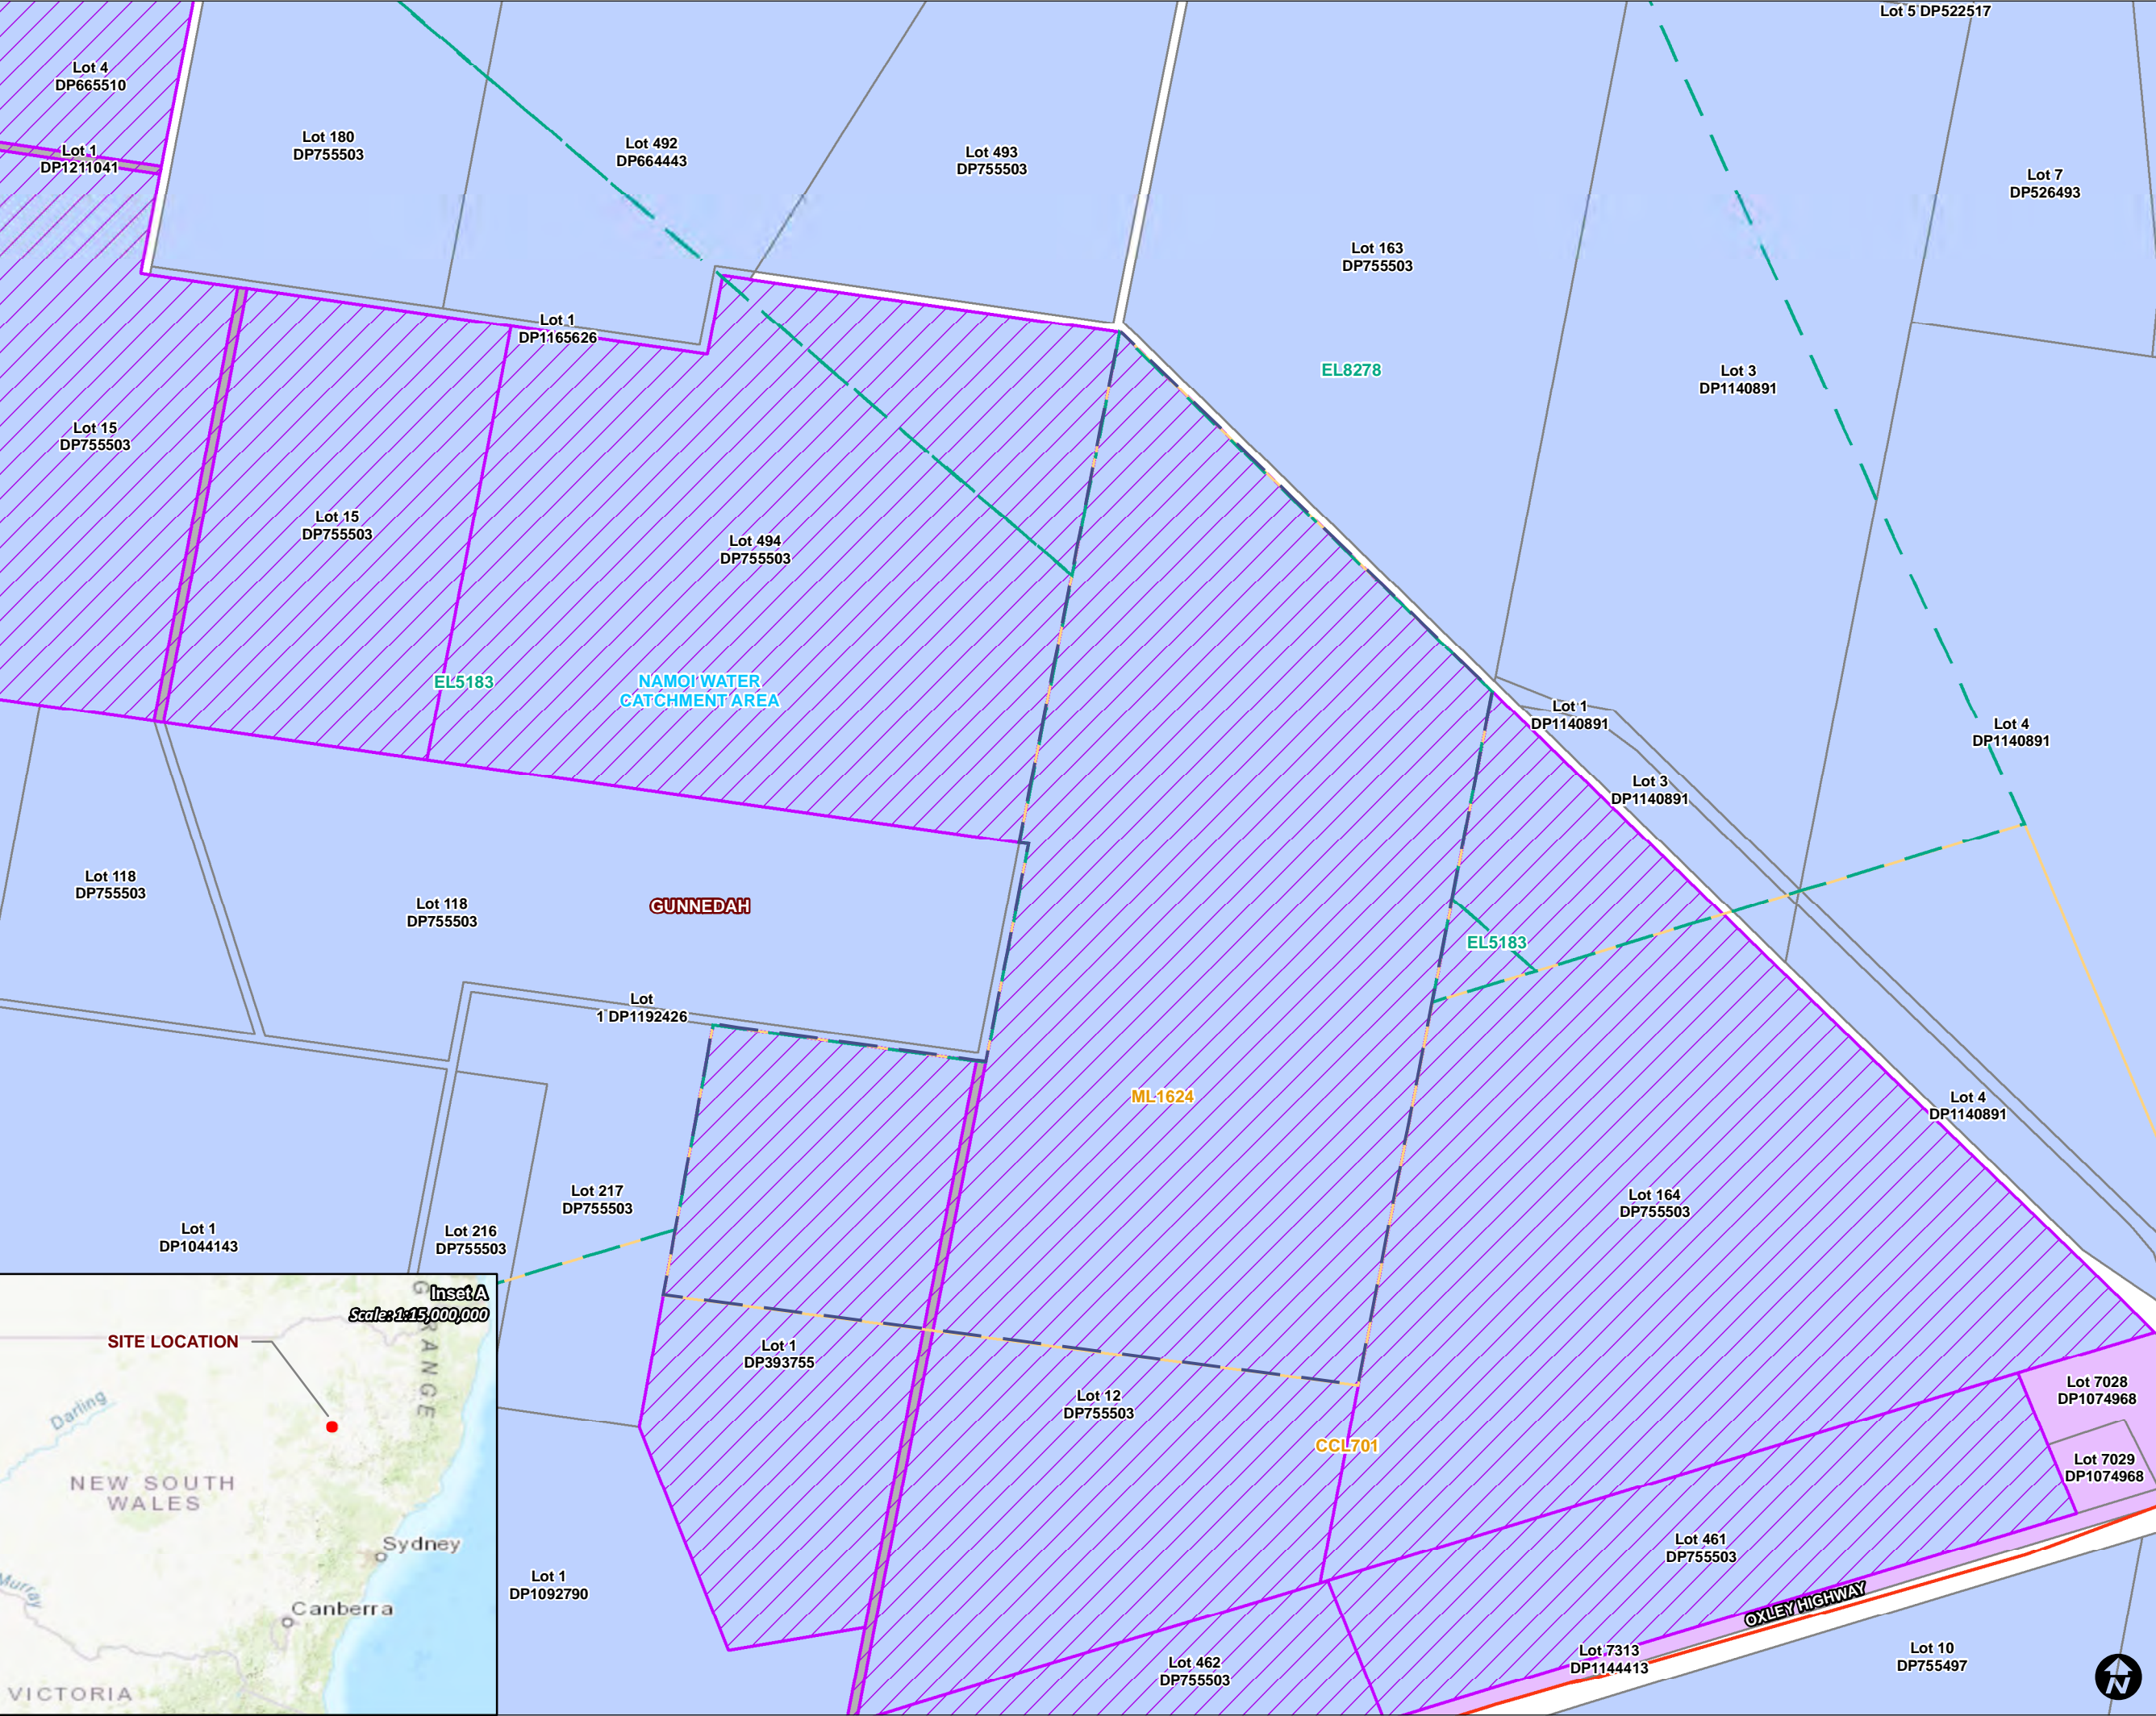 Lot 5 DP522517
Lot 4
DP665510
Lot 180
DP755503
Lot 492
DP664443
Lot 493
DP755503
Lot 1
DP1211041
Lot 7
DP526493
Lot 163
DP755503
Lot 1
DP1165626
EL8278
Lot 3
DP1140891
Lot 15
DP755503
Lot 15
DP755503
Lot 494
DP755503
EL5183
NAMOI WATER
CATCHMENT AREA
Lot 1
DP1140891
Lot 4
DP1140891
Lot 3
DP1140891
Lot 118
DP755503
Lot 118
DP755503
GUNNEDAH
EL5183
Lot
1 DP1192426
ML1624
Lot 4
DP1140891
Lot 217
DP755503
Lot 164
DP755503
Lot 1
DP1044143
Lot 216
DP755503
Lot 1
DP393755
Lot 12
DP755503
Lot 7028
DP1074968
CCL701
Lot 7029
DP1074968
Lot 461
DP755503
Lot 1
DP1092790
OXLEY HIGHWAY
Lot 7313
DP1144413
Lot 10
DP755497
Lot 462
DP755503
N
Inset A
Scale: 1:15,000,000
SITE LOCATION
G
RANGE
Darling
NEW SOUTH
WALES
Sydney
Murray
Canberra
VICTORIA